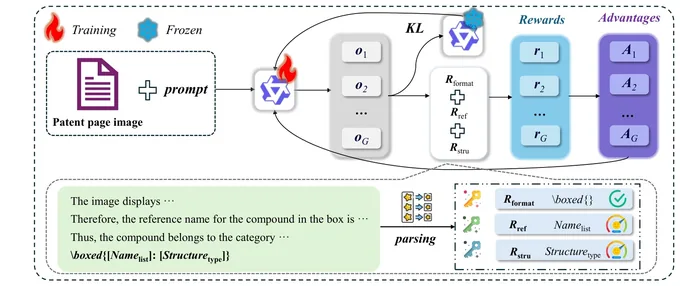 Training
Frozen
KL
Rewards
Advantages
Patent page image
prompt
o1
o2
...
oG
Rformat
Rref
Rstru
r1
r2
...
rG
A1
A2
...
AG
The image displays ···
Therefore, the reference name for the compound in the box is ···
Thus, the compound belongs to the category ···
\boxed{[Namelist]: [Structuretype]}
parsing
Rformat \boxed{}
Rref Namelist
Rstru Structuretype